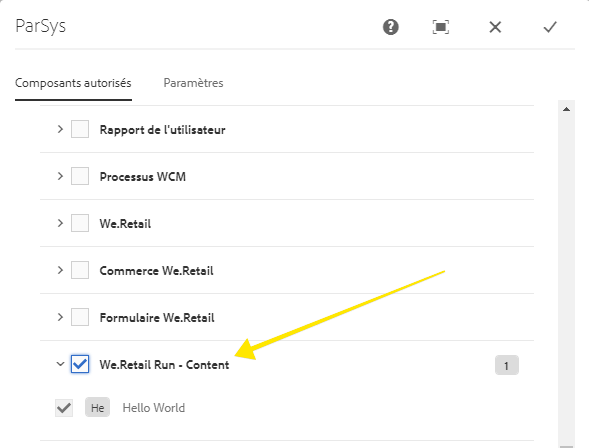 ParSys
Composants autorisés Paramètres
Rapport de l'utilisateur
Processus WCM
We.Retail
Commerce We.Retail
Formulaire We.Retail
We.Retail Run - Content 1
He Hello World